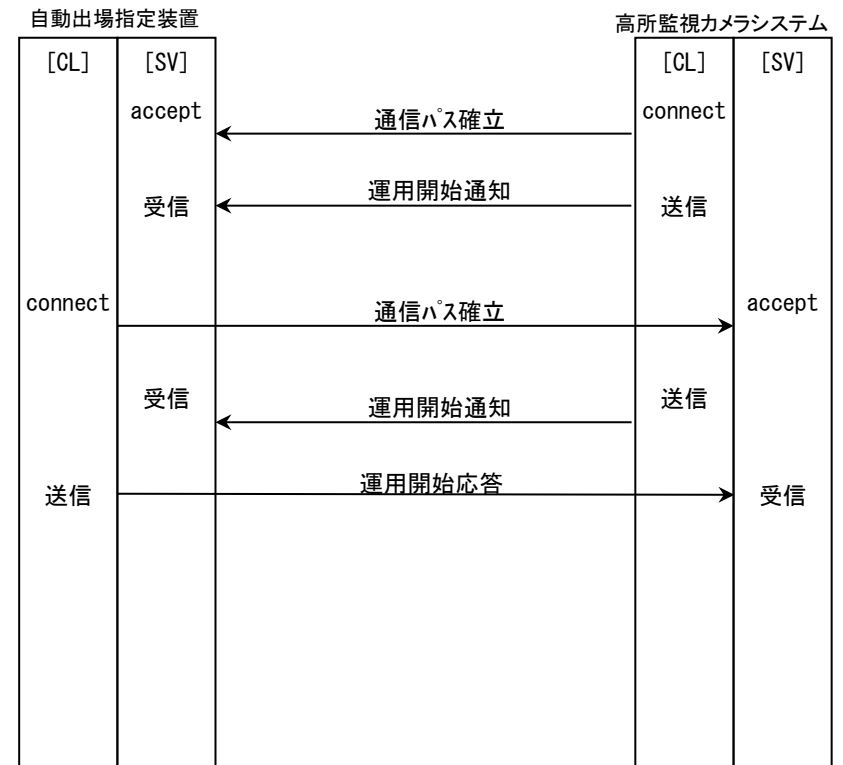 自動出場指定装置
高所監視カメラシステム
[CL] [SV] [CL] [SV]
accept 通信ﾊﾟｽ確立 connect
受信 運用開始通知 送信
connect 通信ﾊﾟｽ確立 accept
受信 運用開始通知 送信
送信 運用開始応答 受信